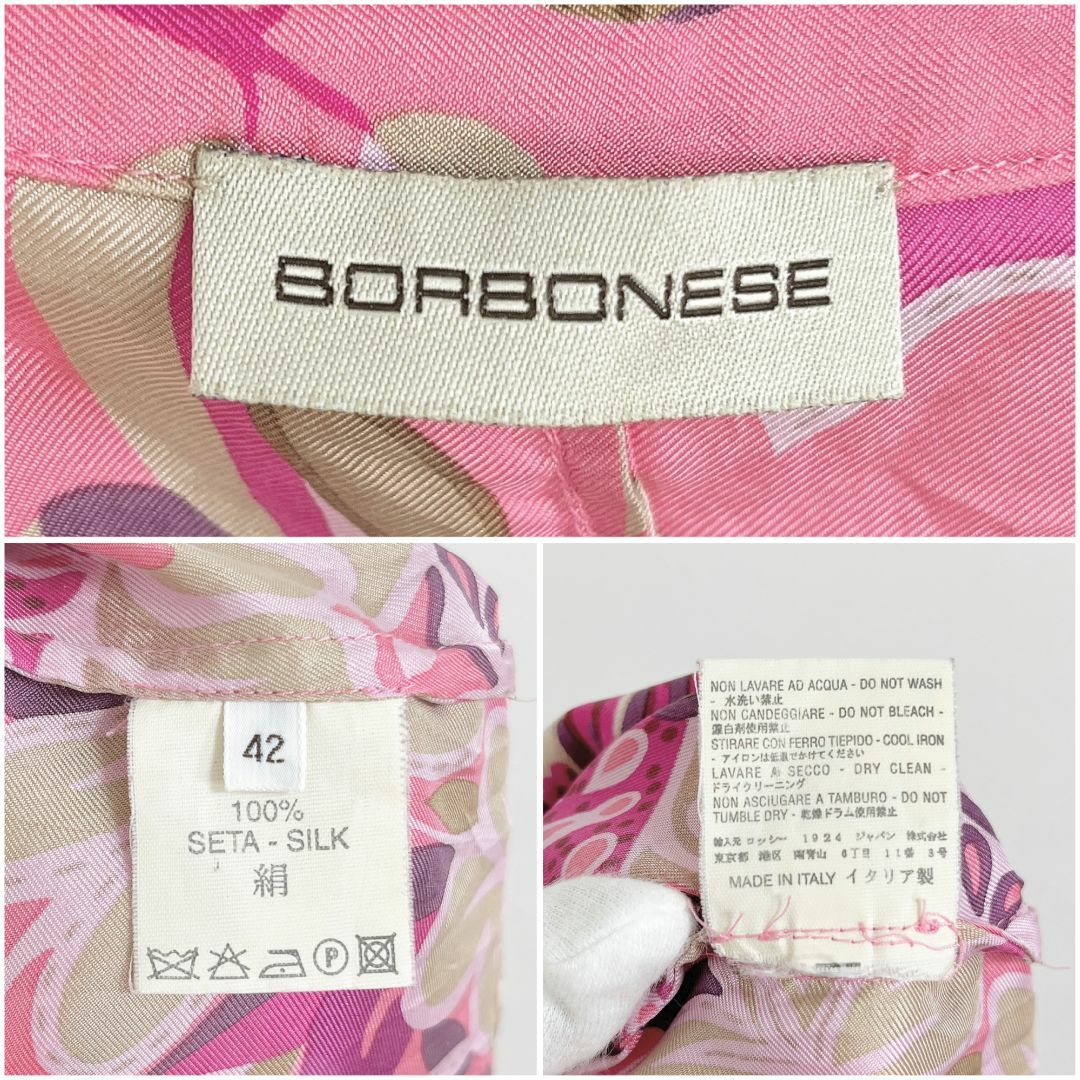 BORBONESE
42
100%
SETA - SILK
絹
P
NON LAVARE AD ACQUA - DO NOT WASH
- 水洗い禁止
NON CANDEGGIARE - DO NOT BLEACH -
漂白剤使用禁止
STIRARE CON FERRO TIEPIDO - COOL IRON
- アイロンは低温でかけてください
LAVARE A SECCO - DRY CLEAN -
ドライクリーニング
NON ASCIUGARE A TAMBURO - DO NOT
TUMBLE DRY - 乾燥ドラム使用禁止
輸入元 ロッシー 1924 ジャパン 株式会社
東京都 港区 南青山 6丁目 11番 3号
MADE IN ITALY イタリア製